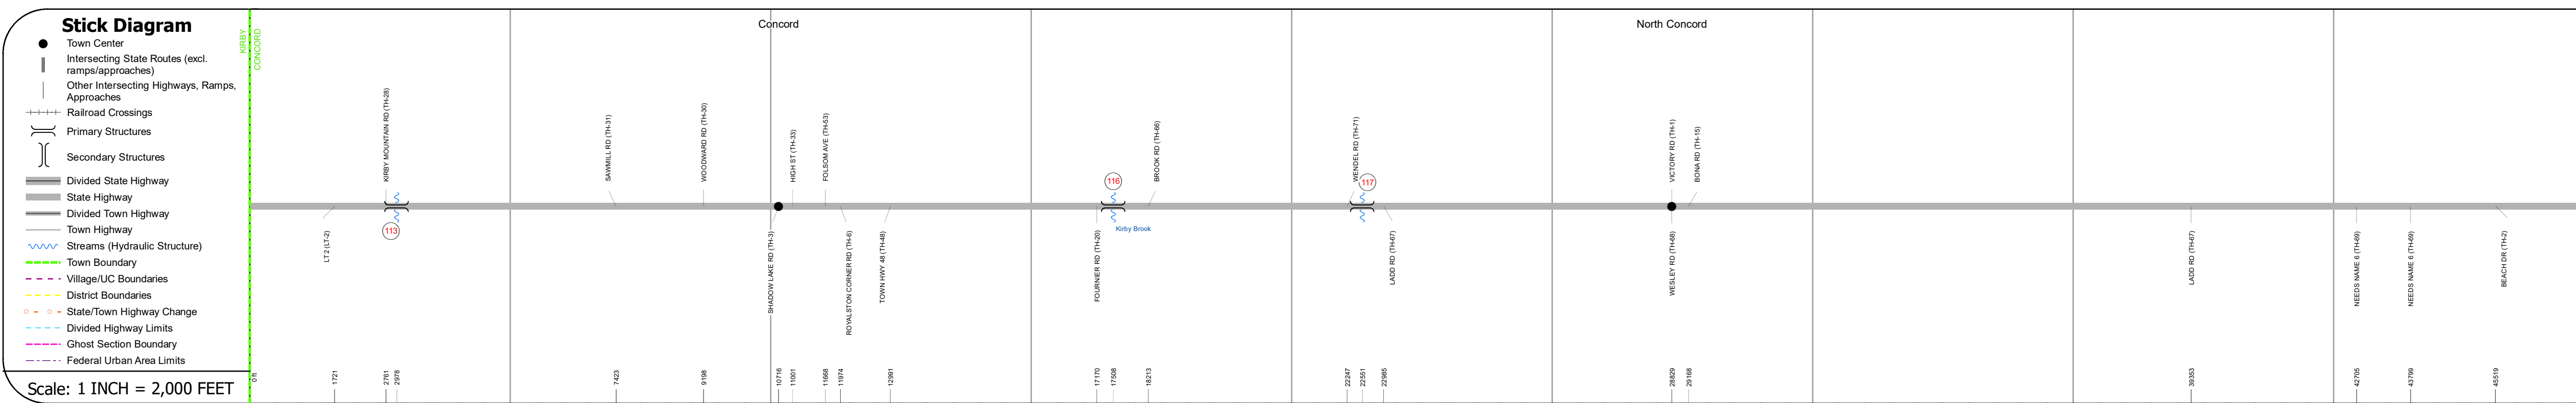 Stick Diagram
Town Center
Intersecting State Routes (excl.
ramps/approaches)
Other Intersecting Highways, Ramps,
Approaches
Railroad Crossings
Primary Structures
Secondary Structures
Divided State Highway
State Highway
Divided Town Highway
Town Highway
Streams (Hydraulic Structure)
Town Boundary
Village/UC Boundaries
District Boundaries
State/Town Highway Change
Divided Highway Limits
Ghost Section Boundary
Federal Urban Area Limits
Scale: 1 INCH = 2,000 FEET
KIRBY
CONCORD
Concord
North Concord
KIRBY MOUNTAIN RD (TH-28)
SAWMILL RD (TH-31)
WOODWARD RD (TH-30)
HIGH ST (TH-33)
FOLSOM AVE (TH-53)
BROOK RD (TH-66)
WENDEL RD (TH-71)
VICTORY RD (TH-1)
BONA RD (TH-15)
116
117
113
Kirby Brook
LT 2 (LT-2)
SHADOW LAKE RD (TH-3)
ROYALSTON CORNER RD (TH-6)
TOWN HWY 48 (TH-48)
FOURNIER RD (TH-20)
LADD RD (TH-67)
WESLEY RD (TH-68)
LADD RD (TH-67)
NEEDS NAME 6 (TH-69)
NEEDS NAME 6 (TH-69)
BEACH DR (TH-2)
0 ft
1721
2761
2978
7423
9198
10716
11001
11668
11974
12991
17170
17508
18213
22247
22551
22985
28829
29168
39353
42705
43799
45519